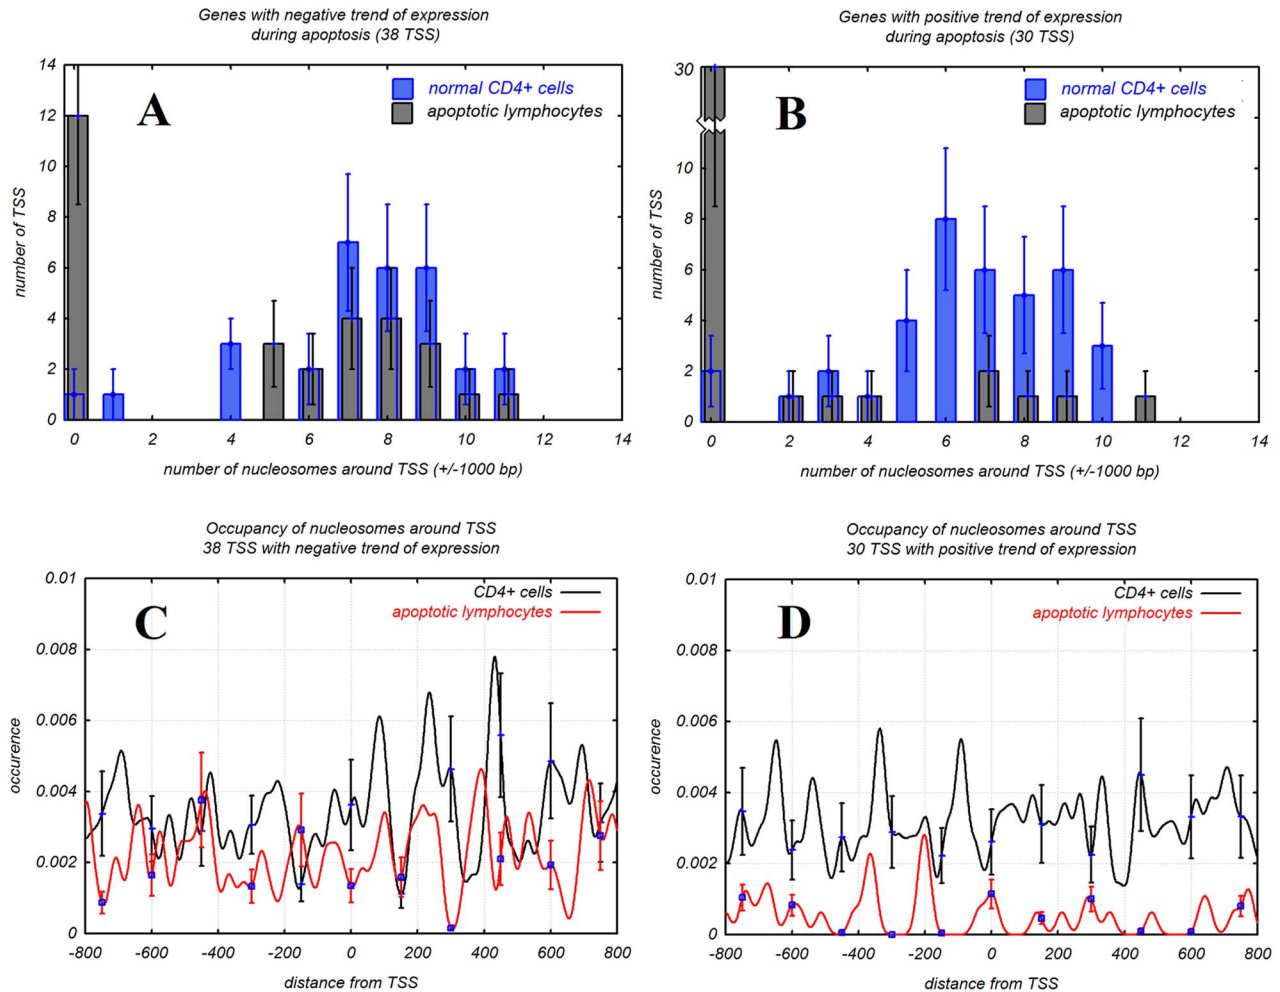 Genes with negative trend of expression
during apoptosis (38 TSS)
14
12
10
8
6
4
2
0
number of TSS
A
normal CD4+ cells
apoptotic lymphocytes
0 2 4 6 8 10 12 14
number of nucleosomes around TSS (+/-1000 bp)
Genes with positive trend of expression
during apoptosis (30 TSS)
30
10
8
6
4
2
0
number of TSS
B
normal CD4+ cells
apoptotic lymphocytes
0 2 4 6 8 10 12 14
number of nucleosomes around TSS (+/-1000 bp)
Occupancy of nucleosomes around TSS
38 TSS with negative trend of expression
0.01
0.008
0.006
0.004
0.002
0
occurence
C
CD4+ cells
apoptotic lymphocytes
-800 -600 -400 -200 0 200 400 600 800
distance from TSS
Occupancy of nucleosomes around TSS
30 TSS with positive trend of expression
0.01
0.008
0.006
0.004
0.002
0
occurence
D
CD4+ cells
apoptotic lymphocytes
-800 -600 -400 -200 0 200 400 600 800
distance from TSS